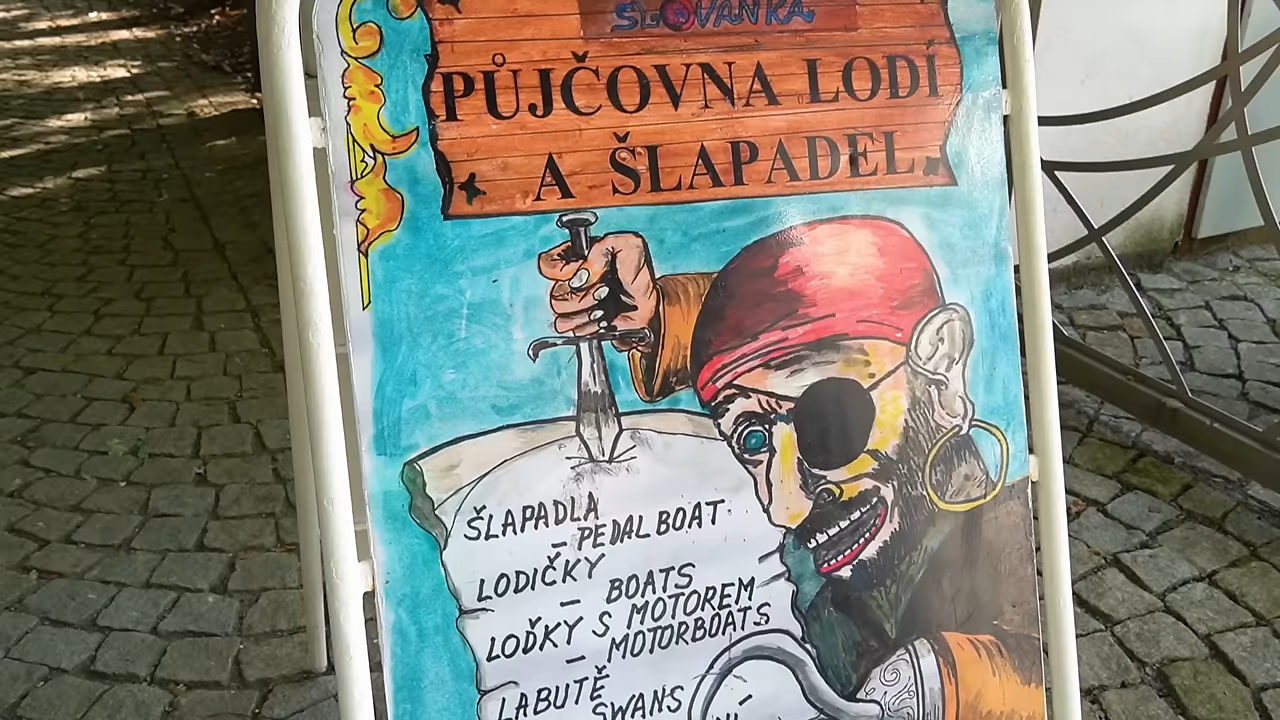 SLOVANKA
PŮJČOVNA LODÍ
A ŠLAPADEL
ŠLAPADLA
– PEDAL BOAT
LODIČKY
– BOATS
LOĎKY S MOTOREM
– MOTORBOATS
LABUTĚ
SWANS